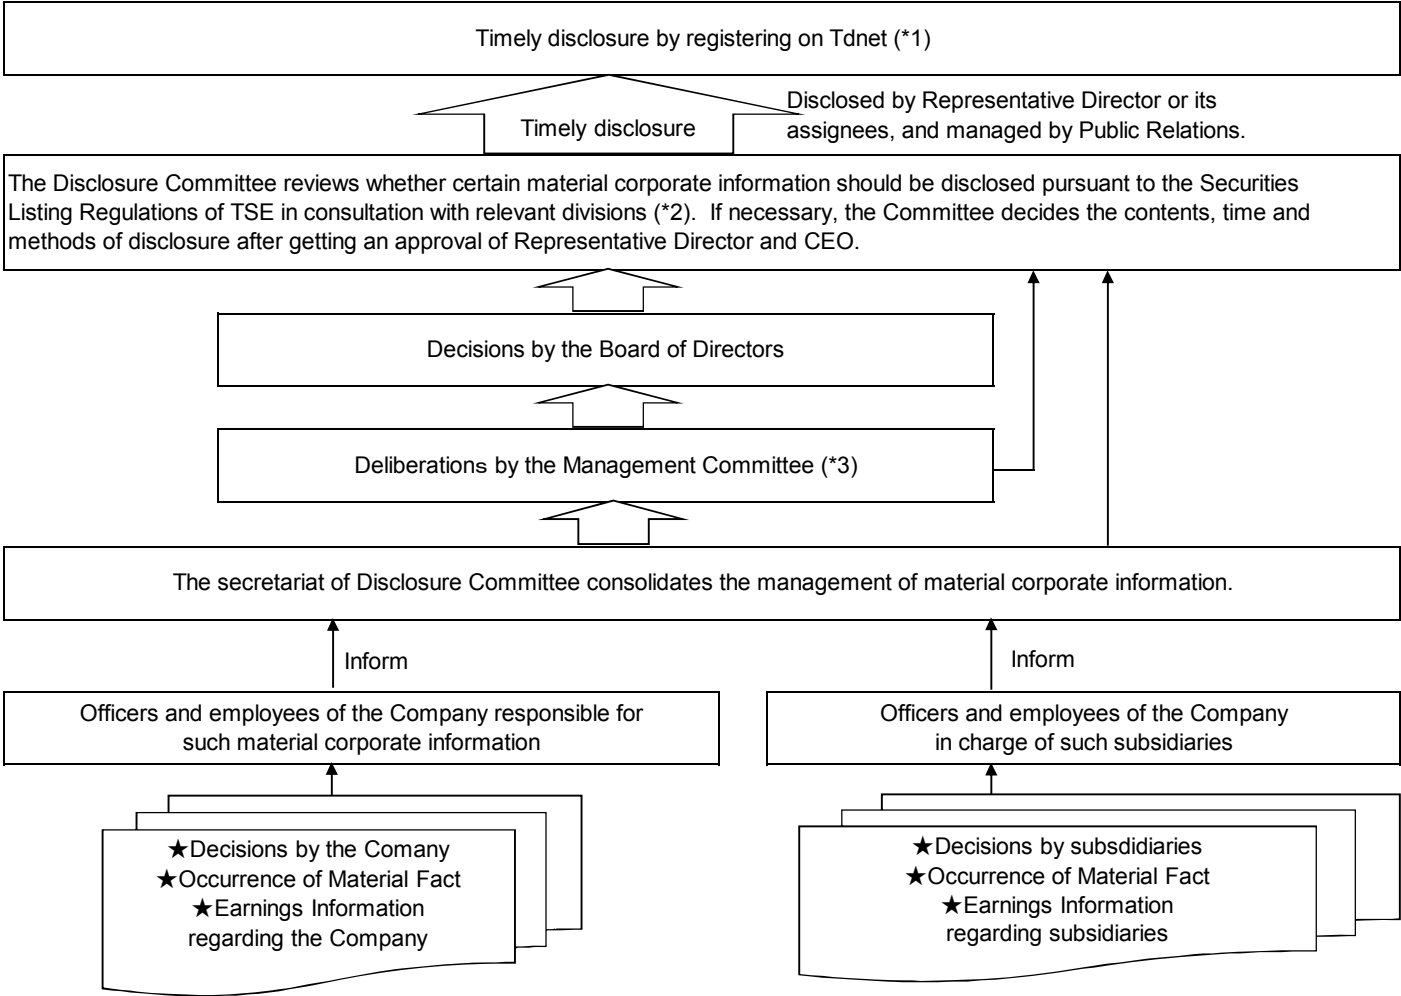 Timely disclosure by registering on Tdnet (*1)
Timely disclosure
Disclosed by Representative Director or its
assignees, and managed by Public Relations.
The Disclosure Committee reviews whether certain material corporate information should be disclosed pursuant to the Securities
Listing Regulations of TSE in consultation with relevant divisions (*2).  If necessary, the Committee decides the contents, time and
methods of disclosure after getting an approval of Representative Director and CEO.
Decisions by the Board of Directors
Deliberations by the Management Committee (*3)
The secretariat of Disclosure Committee consolidates the management of material corporate information.
Inform
Inform
Officers and employees of the Company responsible for
such material corporate information
Officers and employees of the Company
in charge of such subsidiaries
★Decisions by the Comany
★Occurrence of Material Fact
★Earnings Information
regarding the Company
★Decisions by subsdidiaries
★Occurrence of Material Fact
★Earnings Information
regarding subsidiaries